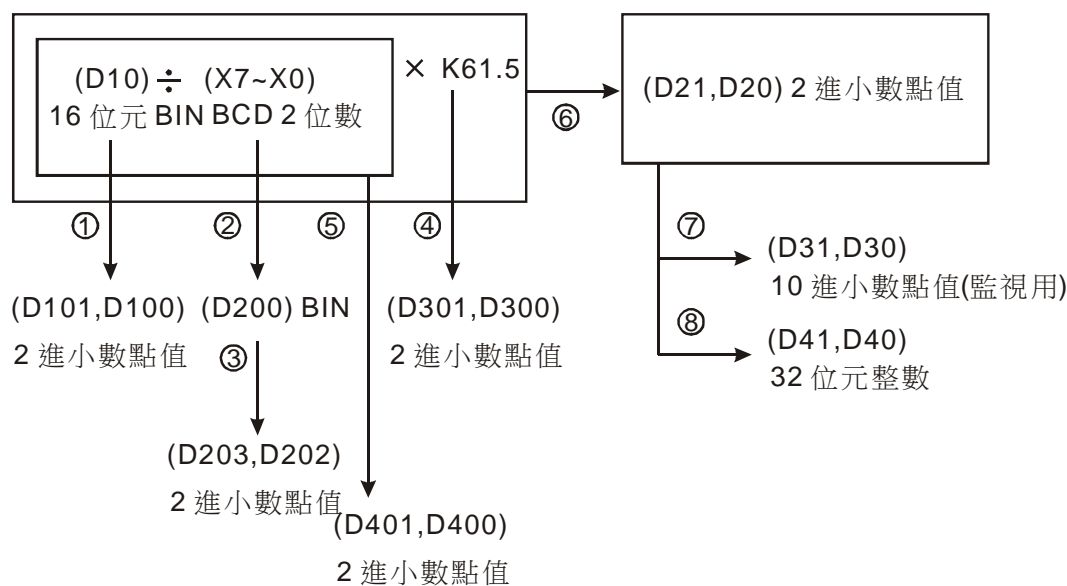 (D10) ÷ (X7~X0)
16 位元 BIN BCD 2 位數
× K61.5
⑥
(D21,D20) 2 進小數點值
①
②
⑤
④
(D101,D100)
2 進小數點值
(D200) BIN
③
(D301,D300)
2 進小數點值
⑦
(D31,D30)
10 進小數點值(監視用)
⑧
(D41,D40)
32 位元整數
(D203,D202)
2 進小數點值
(D401,D400)
2 進小數點值